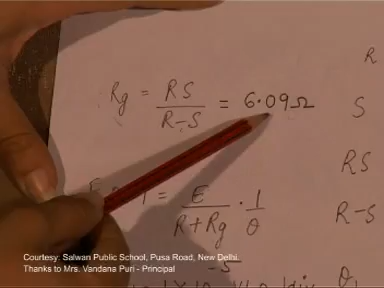 R
Rg = RS / R-S = 6.09Ω
S
RS
= E / R+Rg · 1/θ
R-S
θ
Courtesy: Salwan Public School, Pusa Road, New Delhi.
Thanks to Mrs. Vandana Puri - Principal